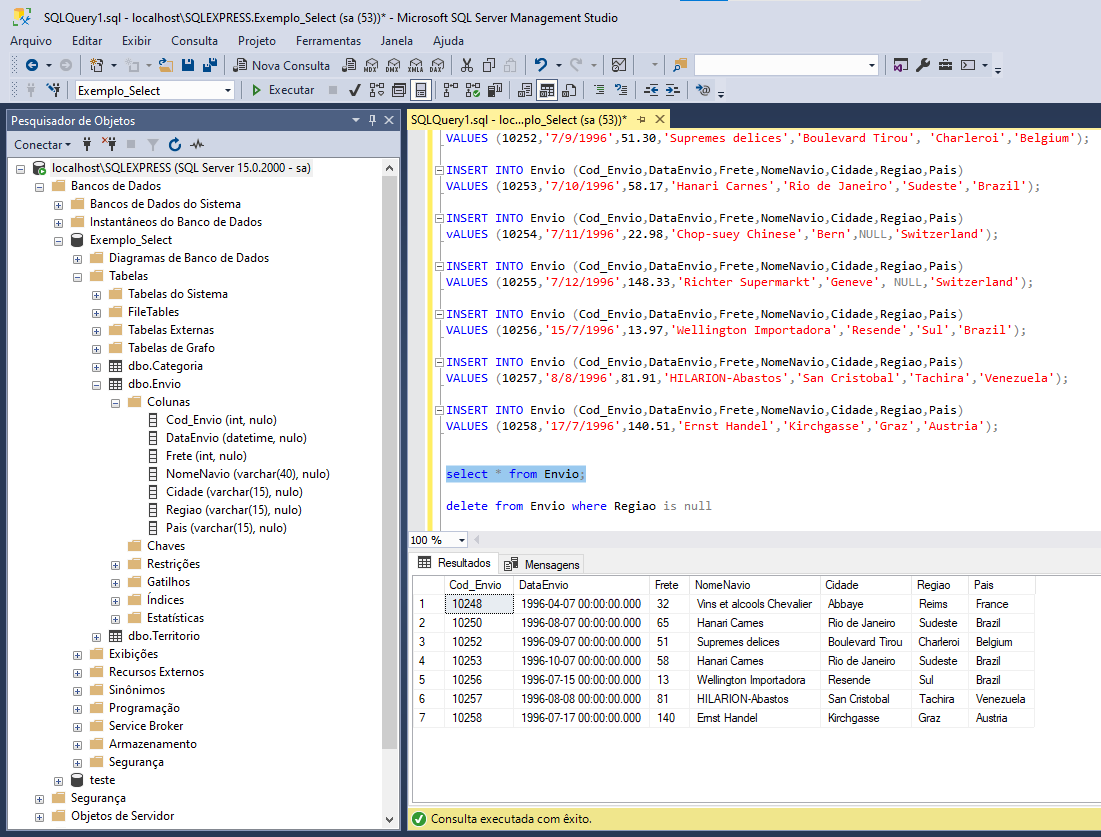 SQLQuery1.sql - localhost\SQLEXPRESS.Exemplo_Select (sa (53))* - Microsoft SQL Server Management Studio
Arquivo Editar Exibir Consulta Projeto Ferramentas Janela Ajuda
Nova Consulta MDX DMX XMLA DAX
Exemplo_Select Executar
Pesquisador de Objetos
Conectar
localhost\SQLEXPRESS (SQL Server 15.0.2000 - sa)
Bancos de Dados
Bancos de Dados do Sistema
Instantâneos do Banco de Dados
Exemplo_Select
Diagramas de Banco de Dados
Tabelas
Tabelas do Sistema
FileTables
Tabelas Externas
Tabelas de Grafo
dbo.Categoria
dbo.Envio
Colunas
Cod_Envio (int, nulo)
DataEnvio (datetime, nulo)
Frete (int, nulo)
NomeNavio (varchar(40), nulo)
Cidade (varchar(15), nulo)
Regiao (varchar(15), nulo)
Pais (varchar(15), nulo)
Chaves
Restrições
Gatilhos
Índices
Estatísticas
dbo.Territorio
Exibições
Recursos Externos
Sinônimos
Programação
Service Broker
Armazenamento
Segurança
teste
Segurança
Objetos de Servidor
SQLQuery1.sql - loc...plo_Select (sa (53))*
VALUES (10252,'7/9/1996',51.30,'Supremes delices','Boulevard Tirou', 'Charleroi','Belgium');
INSERT INTO Envio (Cod_Envio,DataEnvio,Frete,NomeNavio,Cidade,Regiao,Pais)
VALUES (10253,'7/10/1996',58.17,'Hanari Carnes','Rio de Janeiro','Sudeste','Brazil');
INSERT INTO Envio (Cod_Envio,DataEnvio,Frete,NomeNavio,Cidade,Regiao,Pais)
vALUES (10254,'7/11/1996',22.98,'Chop-suey Chinese','Bern',NULL,'Switzerland');
INSERT INTO Envio (Cod_Envio,DataEnvio,Frete,NomeNavio,Cidade,Regiao,Pais)
VALUES (10255,'7/12/1996',148.33,'Richter Supermarkt','Geneve', NULL,'Switzerland');
INSERT INTO Envio (Cod_Envio,DataEnvio,Frete,NomeNavio,Cidade,Regiao,Pais)
VALUES (10256,'15/7/1996',13.97,'Wellington Importadora','Resende','Sul','Brazil');
INSERT INTO Envio (Cod_Envio,DataEnvio,Frete,NomeNavio,Cidade,Regiao,Pais)
VALUES (10257,'8/8/1996',81.91,'HILARION-Abastos','San Cristobal','Tachira','Venezuela');
INSERT INTO Envio (Cod_Envio,DataEnvio,Frete,NomeNavio,Cidade,Regiao,Pais)
VALUES (10258,'17/7/1996',140.51,'Ernst Handel','Kirchgasse','Graz','Austria');
select * from Envio;
delete from Envio where Regiao is null
100 %
Resultados Mensagens
Cod_Envio DataEnvio Frete NomeNavio Cidade Regiao Pais
1 10248 1996-04-07 00:00:00.000 32 Vins et alcools Chevalier Abbaye Reims France
2 10250 1996-08-07 00:00:00.000 65 Hanari Carnes Rio de Janeiro Sudeste Brazil
3 10252 1996-09-07 00:00:00.000 51 Supremes delices Boulevard Tirou Charleroi Belgium
4 10253 1996-10-07 00:00:00.000 58 Hanari Carnes Rio de Janeiro Sudeste Brazil
5 10256 1996-07-15 00:00:00.000 13 Wellington Importadora Resende Sul Brazil
6 10257 1996-08-08 00:00:00.000 81 HILARION-Abastos San Cristobal Tachira Venezuela
7 10258 1996-07-17 00:00:00.000 140 Ernst Handel Kirchgasse Graz Austria
Consulta executada com êxito.